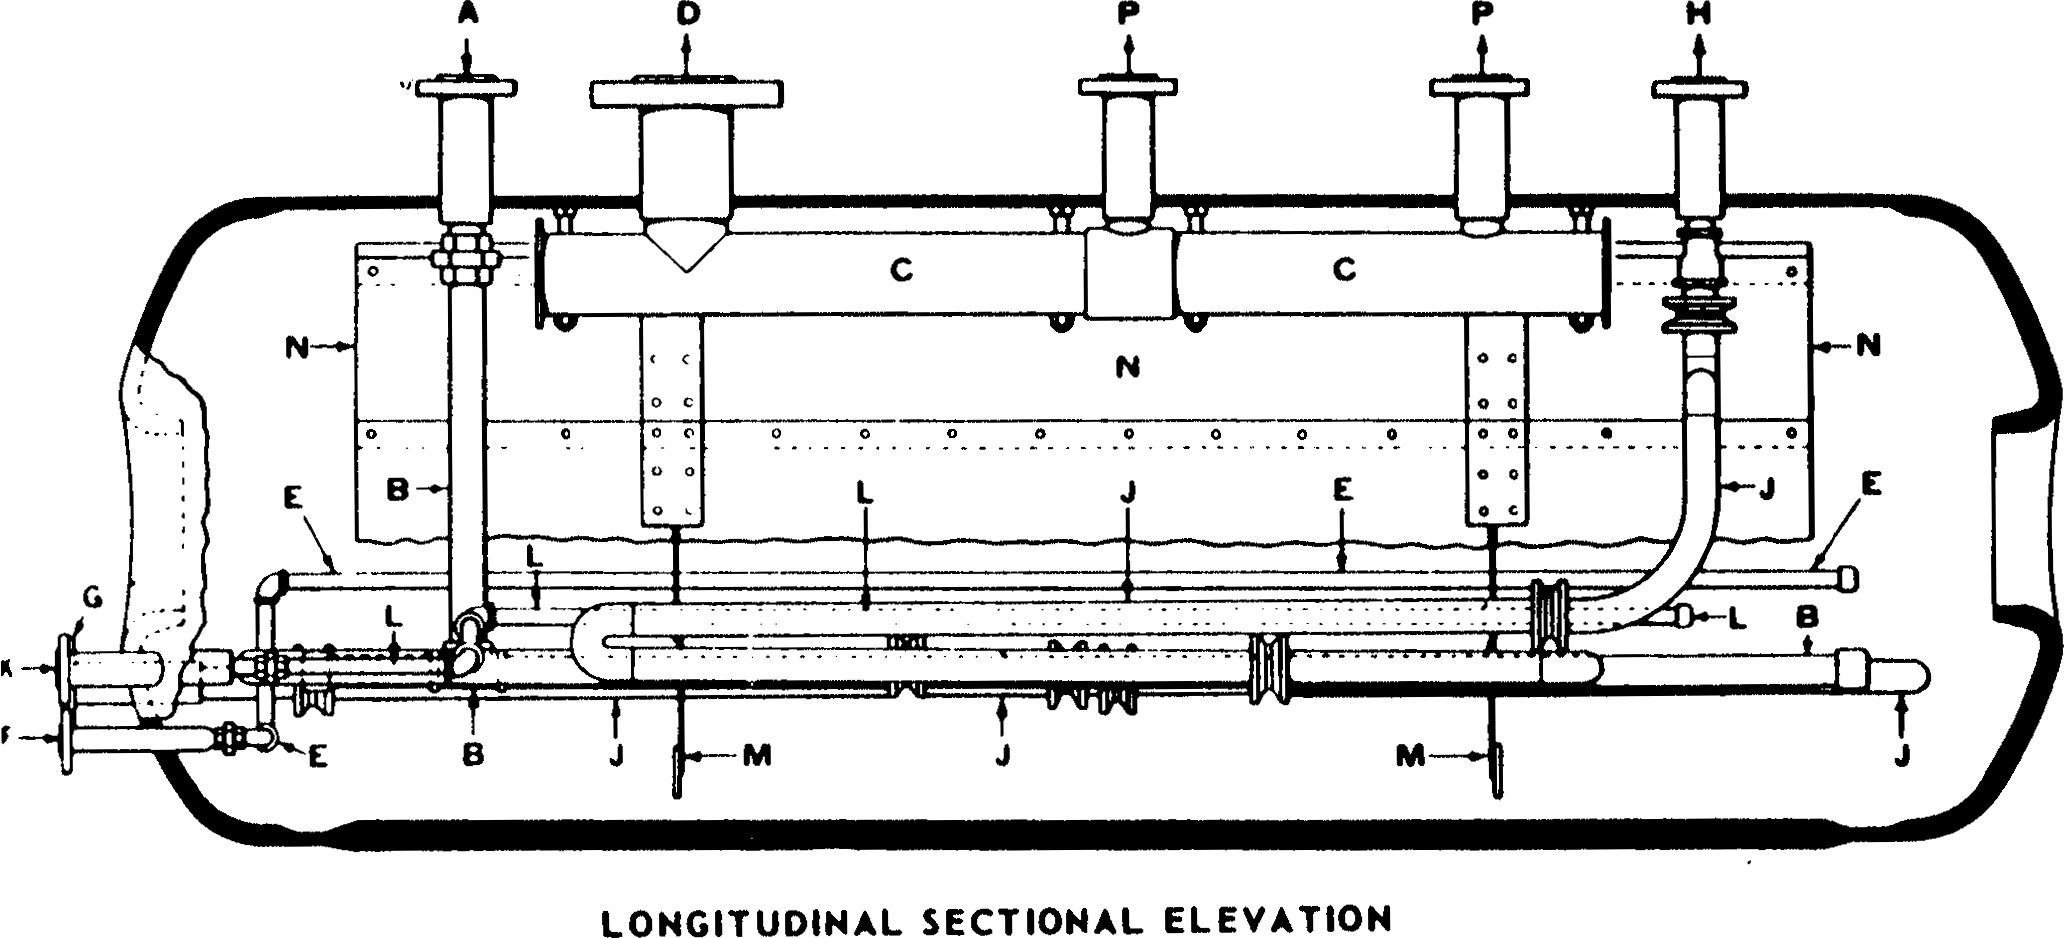 A D P P H
C C
N N N
B L J E J E
E
L
G
L L B
K
F
E B J M J M J
LONGITUDINAL SECTIONAL ELEVATION